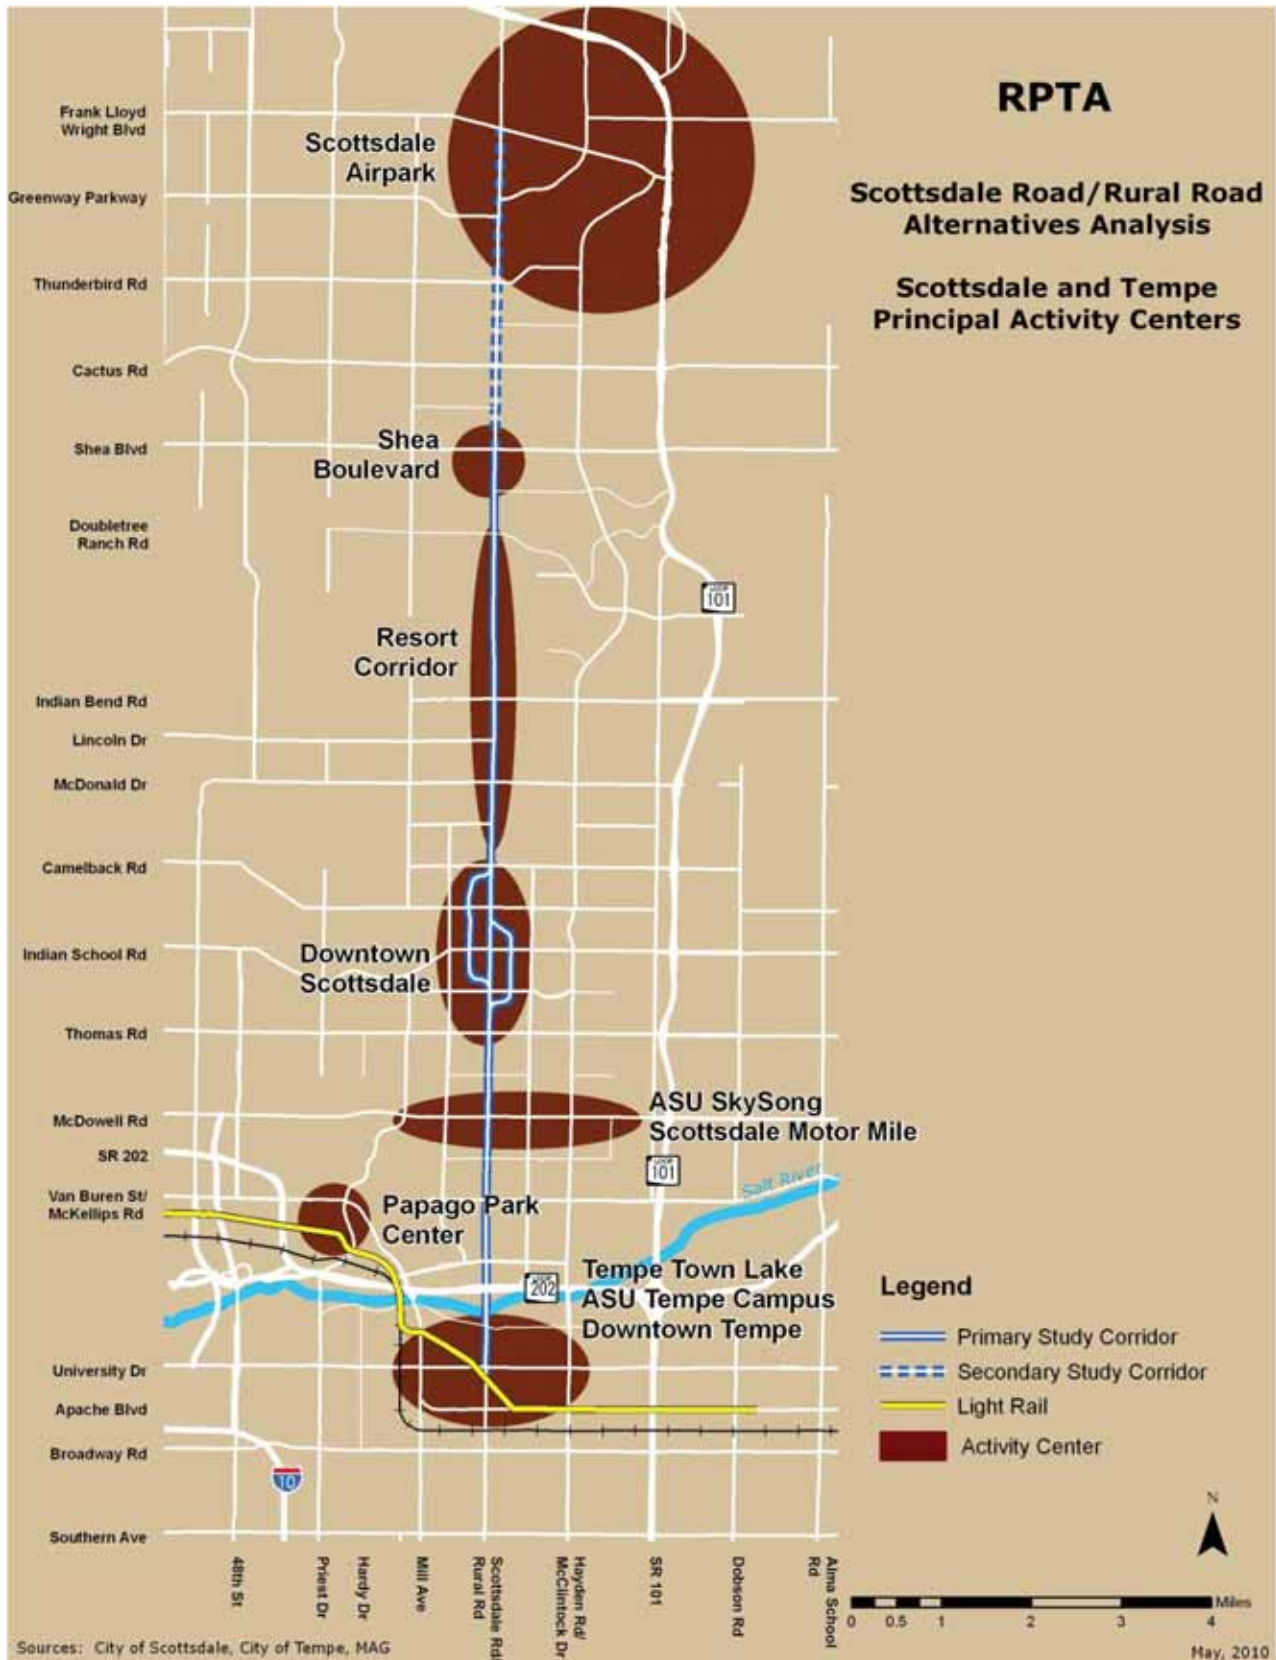 RPTA
Scottsdale Road/Rural Road
Alternatives Analysis
Scottsdale and Tempe
Principal Activity Centers
Frank Lloyd
Wright Blvd
Greenway Parkway
Thunderbird Rd
Cactus Rd
Shea Blvd
Doubletree
Ranch Rd
Indian Bend Rd
Lincoln Dr
McDonald Dr
Camelback Rd
Indian School Rd
Thomas Rd
McDowell Rd
SR 202
Van Buren St/
McKellips Rd
University Dr
Apache Blvd
Broadway Rd
Southern Ave
Scottsdale
Airpark
Shea
Boulevard
LOOP
101
Resort
Corridor
Downtown
Scottsdale
ASU SkySong
Scottsdale Motor Mile
LOOP
101
Salt River
Papago Park
Center
LOOP
202
Tempe Town Lake
ASU Tempe Campus
Downtown Tempe
10
Legend
Primary Study Corridor
Secondary Study Corridor
Light Rail
Activity Center
N
48th St
Priest Dr
Hardy Dr
Mill Ave
Scottsdale Rd/
Rural Rd
Hayden Rd/
McClintock Dr
SR 101
Dobson Rd
Alma School
Rd
Miles
0 0.5 1 2 3 4
Sources: City of Scottsdale, City of Tempe, MAG
May, 2010